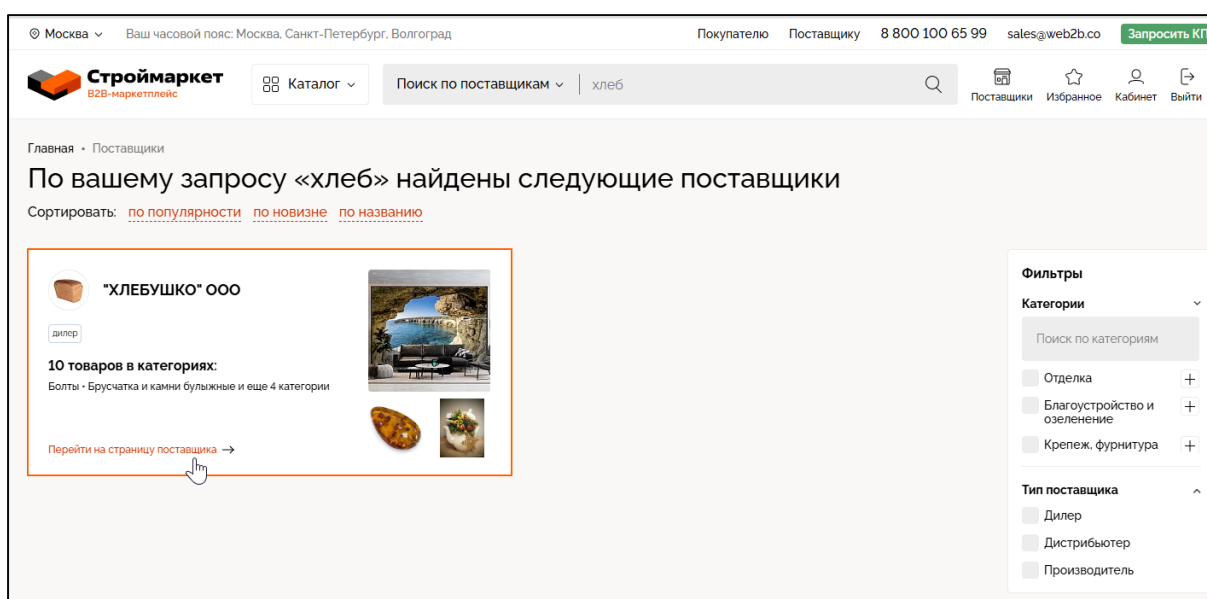 Москва
Ваш часовой пояс: Москва, Санкт-Петербург, Волгоград
Покупателю
Поставщику
8 800 100 65 99
sales@web2b.co
Запросить КП
Строймаркет
B2B-маркетплейс
Каталог
Поиск по поставщикам
хлеб
Поставщики
Избранное
Кабинет
Выйти
Главная • Поставщики
По вашему запросу «хлеб» найдены следующие поставщики
Сортировать: по популярности по новизне по названию
"ХЛЕБУШКО" ООО
дилер
10 товаров в категориях:
Болты • Брусчатка и камни булыжные и еще 4 категории
Перейти на страницу поставщика →
Фильтры
Категории
Поиск по категориям
Отделка
Благоустройство и
озеленение
Крепеж, фурнитура
Тип поставщика
Дилер
Дистрибьютер
Производитель